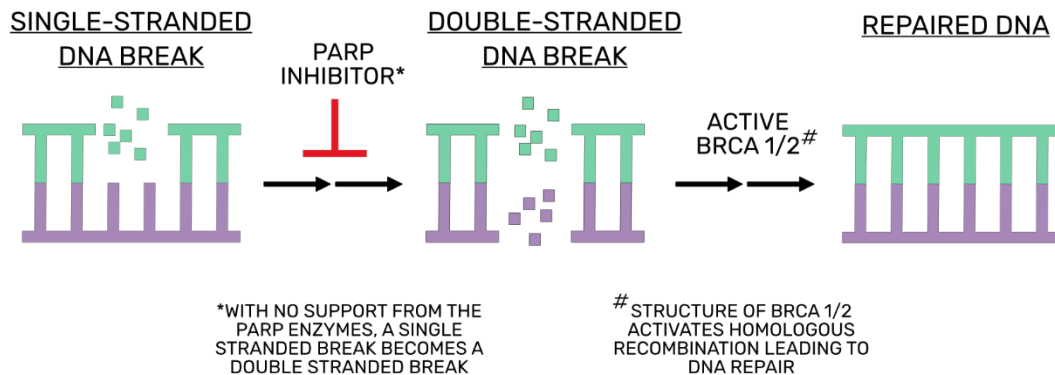 SINGLE-STRANDED
DNA BREAK
PARP
INHIBITOR*
DOUBLE-STRANDED
DNA BREAK
ACTIVE
BRCA 1/2#
REPAIRED DNA
*WITH NO SUPPORT FROM THE
PARP ENZYMES, A SINGLE
STRANDED BREAK BECOMES A
DOUBLE STRANDED BREAK
# STRUCTURE OF BRCA 1/2
ACTIVATES HOMOLOGOUS
RECOMBINATION LEADING TO
DNA REPAIR